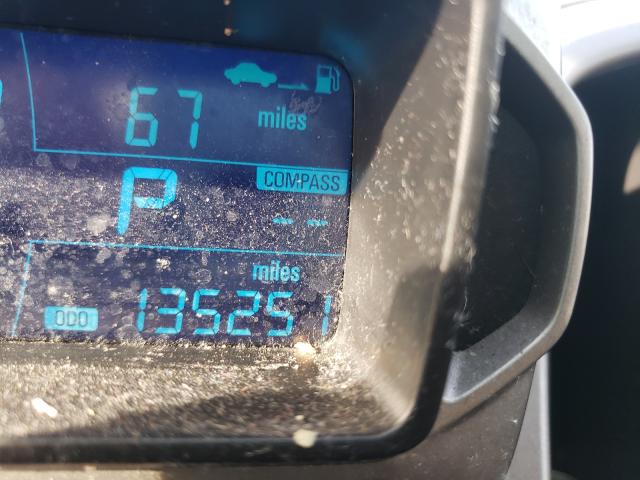 67
miles
COMPASS
P
-- --
miles
ODO 135251